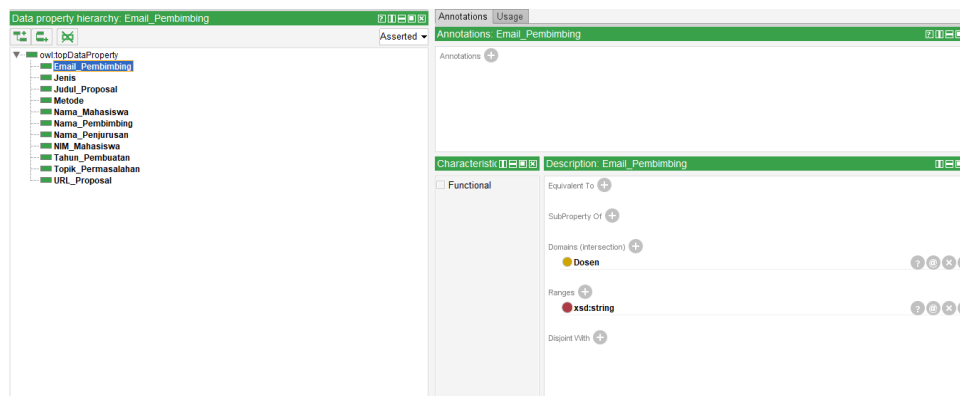 Data property hierarchy: Email_Pembimbing
Asserted
owl:topDataProperty
Email_Pembimbing
Jenis
Judul_Proposal
Metode
Nama_Mahasiswa
Nama_Pembimbing
Nama_Penjurusan
NIM_Mahasiswa
Tahun_Pembuatan
Topik_Permasalahan
URL_Proposal
Annotations Usage
Annotations: Email_Pembimbing
Annotations
Characteristic
Functional
Description: Email_Pembimbing
Equivalent To
SubProperty Of
Domains (intersection)
Dosen
Ranges
xsd:string
Disjoint With